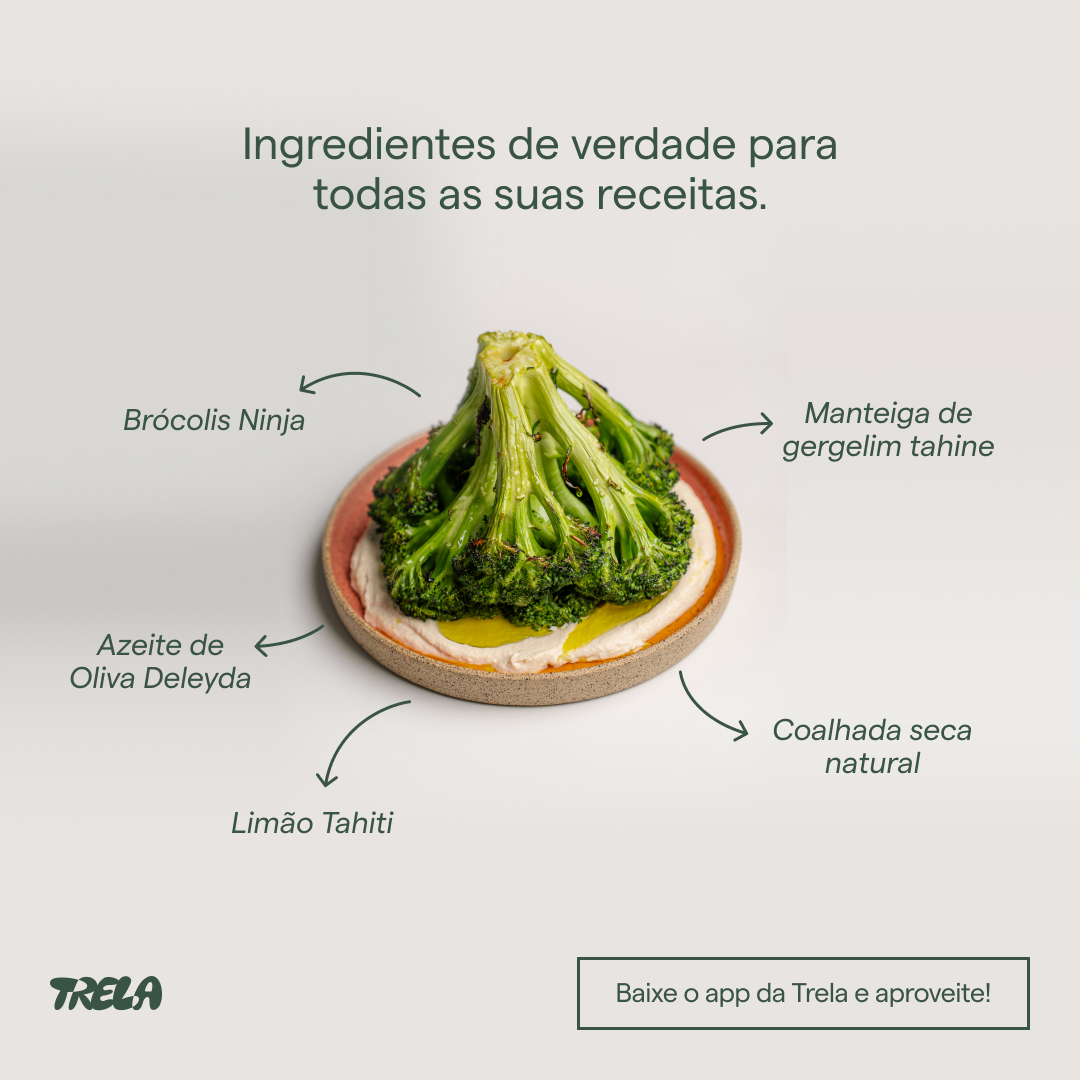 Ingredientes de verdade para
todas as suas receitas.
Brócolis Ninja
Manteiga de
gergelim tahine
Azeite de
Oliva Deleyda
Coalhada seca
natural
Limão Tahiti
TRELA
Baixe o app da Trela e aproveite!